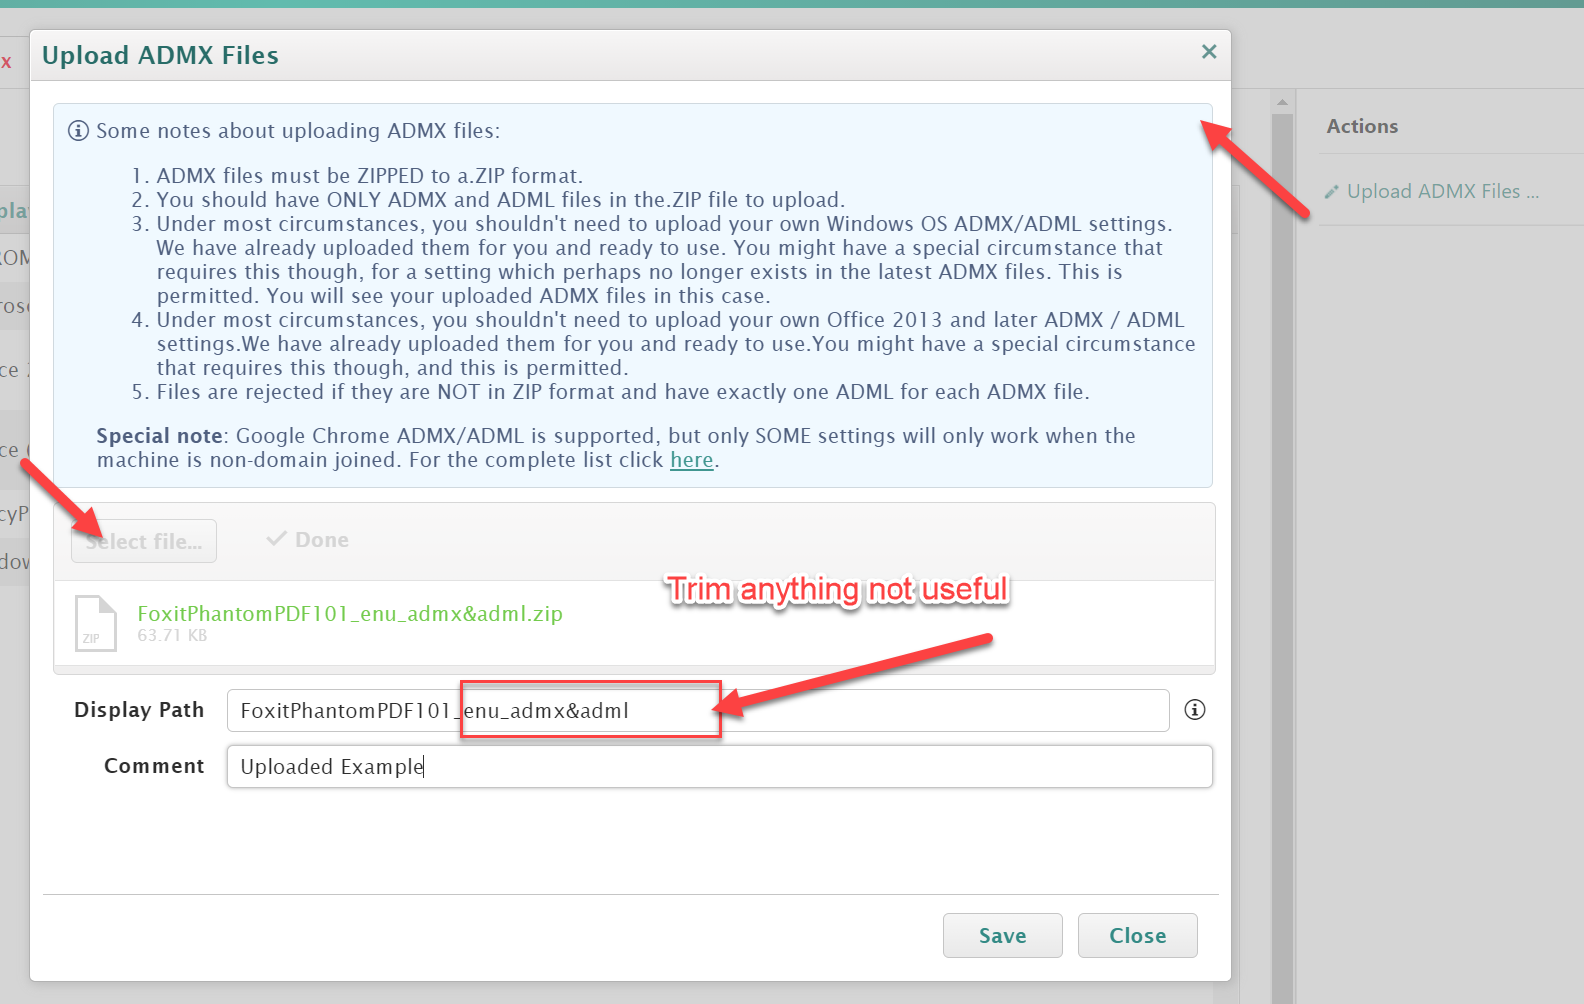 Upload ADMX Files
Some notes about uploading ADMX files:
1. ADMX files must be ZIPPED to a.ZIP format.
2. You should have ONLY ADMX and ADML files in the.ZIP file to upload.
3. Under most circumstances, you shouldn't need to upload your own Windows OS ADMX/ADML settings.
We have already uploaded them for you and ready to use. You might have a special circumstance that
requires this though, for a setting which perhaps no longer exists in the latest ADMX files. This is
permitted. You will see your uploaded ADMX files in this case.
4. Under most circumstances, you shouldn't need to upload your own Office 2013 and later ADMX / ADML
settings.We have already uploaded them for you and ready to use.You might have a special circumstance
that requires this though, and this is permitted.
5. Files are rejected if they are NOT in ZIP format and have exactly one ADML for each ADMX file.
Special note: Google Chrome ADMX/ADML is supported, but only SOME settings will only work when the
machine is non-domain joined. For the complete list click here.
Select file...
Done
Trim anything not useful
ZIP
FoxitPhantomPDF101_enu_admx&adml.zip
63.71 KB
Display Path
FoxitPhantomPDF101_enu_admx&adml
Comment
Uploaded Example
Save
Close
Actions
Upload ADMX Files ...